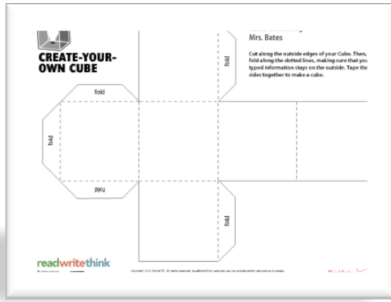 Mrs. Bates
CREATE-YOUR-
OWN CUBE
Cut along the outside edges of your Cube. Then,
fold along the dotted lines, making sure that you
typed information stays on the outside. Tape the
sides together to make a cube.
fold
fold
fold
fold
fold
readwritethink